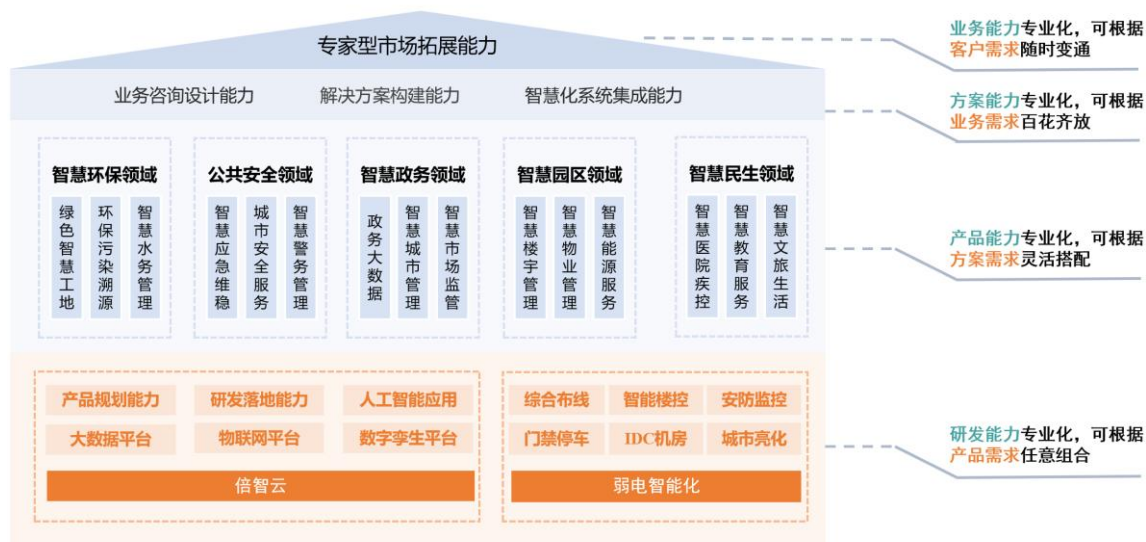 专家型市场拓展能力
业务能力专业化，可根据
客户需求随时变通
业务咨询设计能力 解决方案构建能力 智慧化系统集成能力
方案能力专业化，可根据
业务需求百花齐放
智慧环保领域
绿色智慧工地
环保污染溯源
智慧水务管理
公共安全领域
智慧应急维稳
城市安全服务
智慧警务管理
智慧政务领域
政务大数据
智慧城市管理
智慧市场监管
智慧园区领域
智慧楼宇管理
智慧物业管理
智慧能源服务
智慧民生领域
智慧医院疾控
智慧教育服务
智慧文旅生活
产品能力专业化，可根据
方案需求灵活搭配
产品规划能力 研发落地能力 人工智能应用
大数据平台 物联网平台 数字孪生平台
倍智云
综合布线 智能楼控 安防监控
门禁停车 IDC机房 城市亮化
弱电智能化
研发能力专业化，可根据
产品需求任意组合